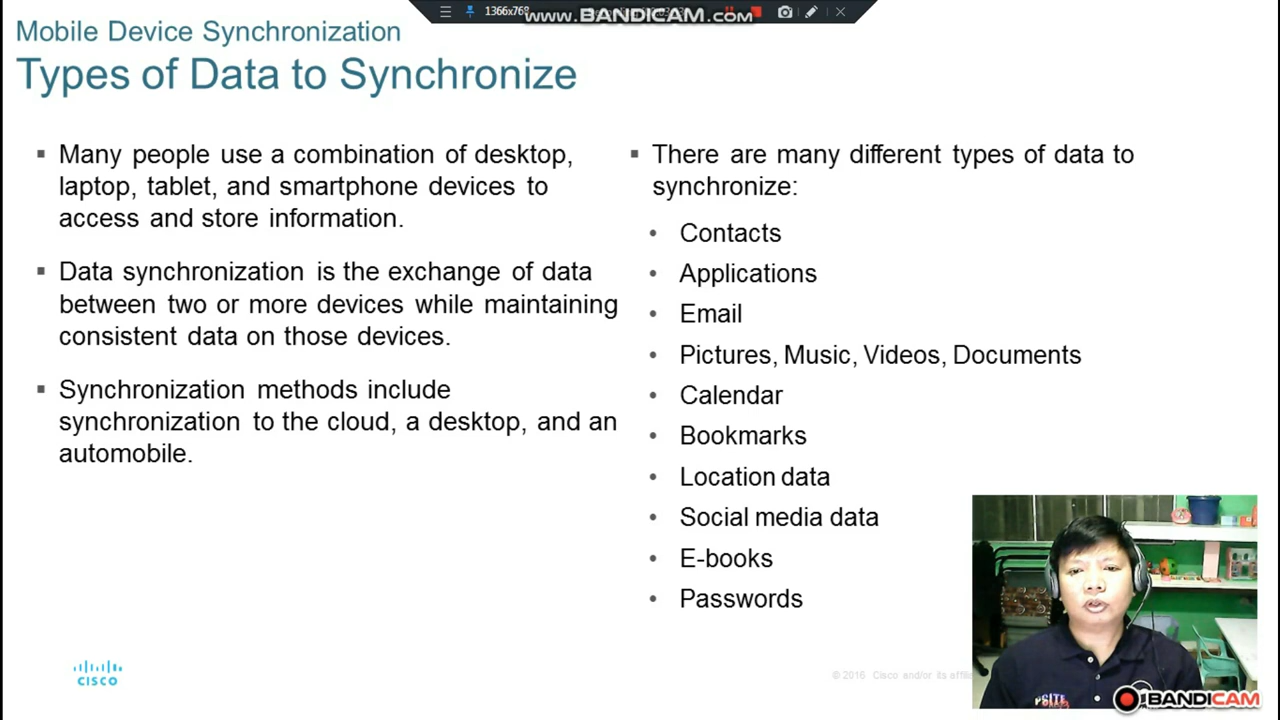 1366x768
www.BANDICAM.com
Mobile Device Synchronization
Types of Data to Synchronize
Many people use a combination of desktop,
laptop, tablet, and smartphone devices to
access and store information.
Data synchronization is the exchange of data
between two or more devices while maintaining
consistent data on those devices.
Synchronization methods include
synchronization to the cloud, a desktop, and an
automobile.
There are many different types of data to
synchronize:
Contacts
Applications
Email
Pictures, Music, Videos, Documents
Calendar
Bookmarks
Location data
Social media data
E-books
Passwords
CISCO
© 2016 Cisco and/or its
BANDICAM